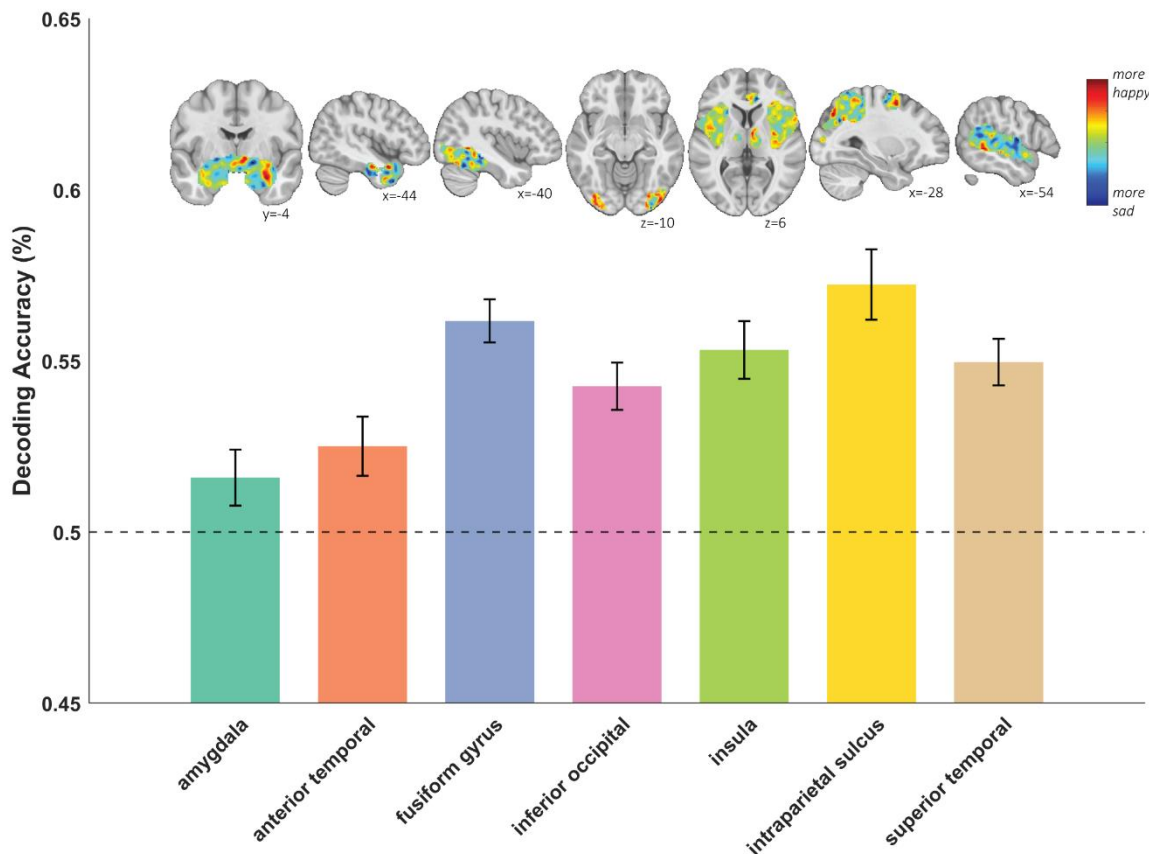 0.65
0.6
0.55
0.5
0.45
Decoding Accuracy (%)
y=-4
x=-44
x=-40
z=-10
z=6
x=-28
x=-54
more
happy
more
sad
amygdala
anterior temporal
fusiform gyrus
inferior occipital
insula
intraparietal sulcus
superior temporal